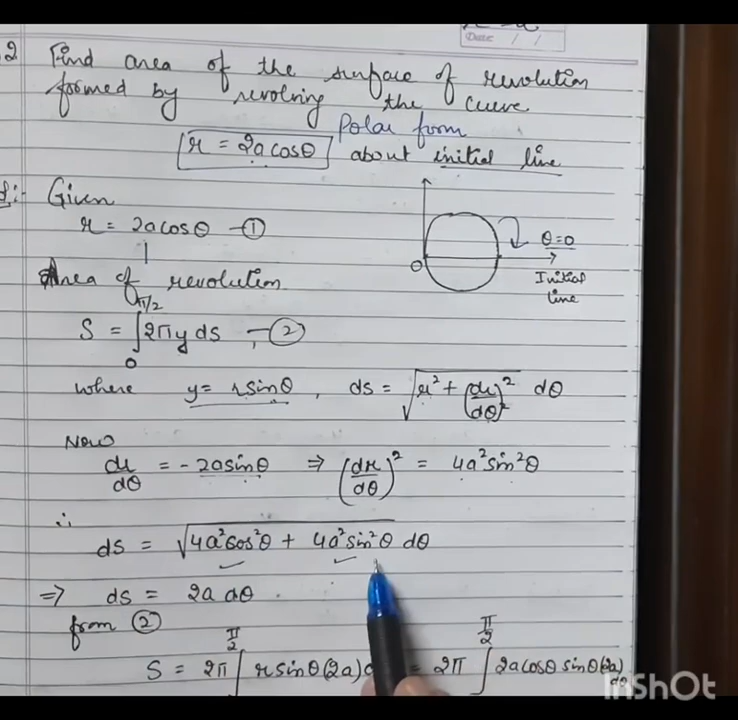 Date / /
2 Find area of the surface of revolution
formed by revolving the curve
Polar form
r = 2a cosθ about initial line
Given
r = 2a cosθ —①
Area of revolution
S = ∫₀^{π/2} 2πy ds —②
θ=0
O
Initial
line
where y = r sinθ , ds = √(r² + (dr/dθ)²) dθ
Now
dr/dθ = -2a sinθ ⇒ (dr/dθ)² = 4a² sin²θ
∴
ds = √(4a² cos²θ + 4a² sin²θ) dθ
⇒ ds = 2a dθ
from ②
S = 2π ∫^{π/2} r sinθ (2a) d = 2π ∫^{π/2} 2a cosθ sinθ (2a) dθ
InShOt